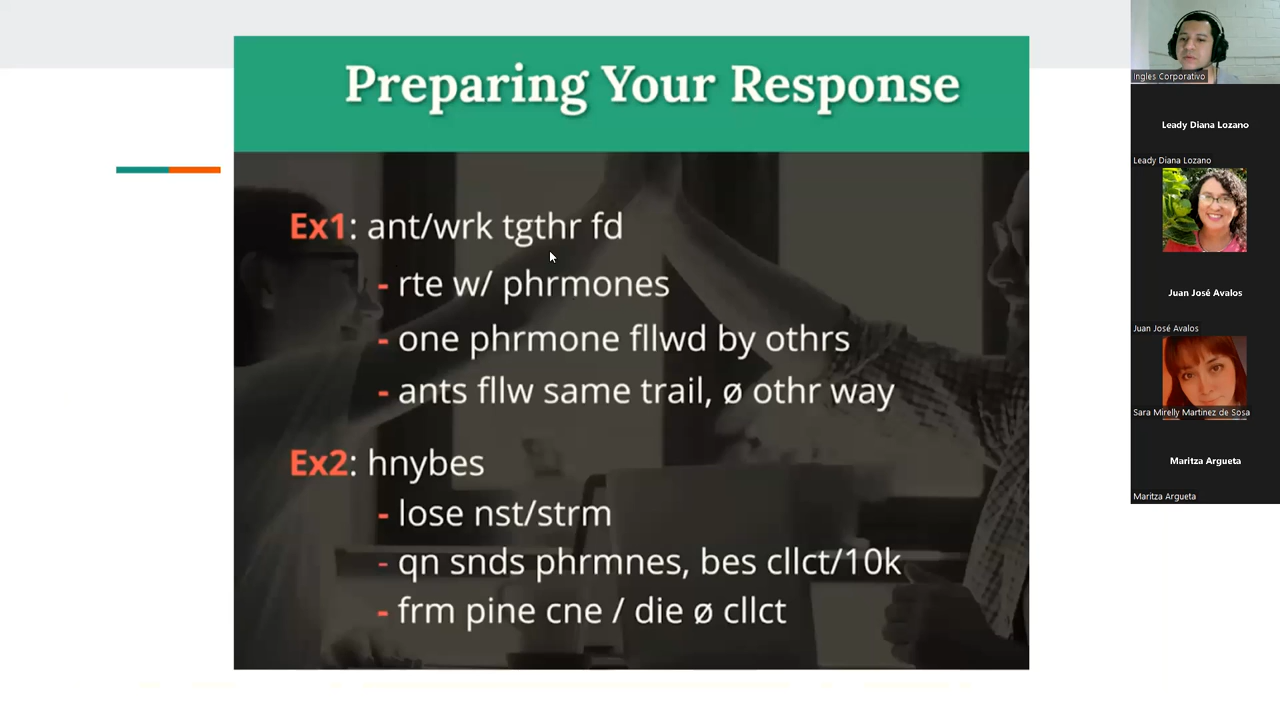 Preparing Your Response
Ex1: ant/wrk tgthr fd
- rte w/ phrmones
- one phrmone fllwd by othrs
- ants fllw same trail, ø othr way
Ex2: hnybes
- lose nst/strm
- qn snds phrmnes, bes cllct/10k
- frm pine cne / die ø cllct
Ingles Corporativo
Leady Diana Lozano
Leady Diana Lozano
Juan José Avalos
Juan José Avalos
Sara Mirelly Martinez de Sosa
Maritza Argueta
Maritza Argueta